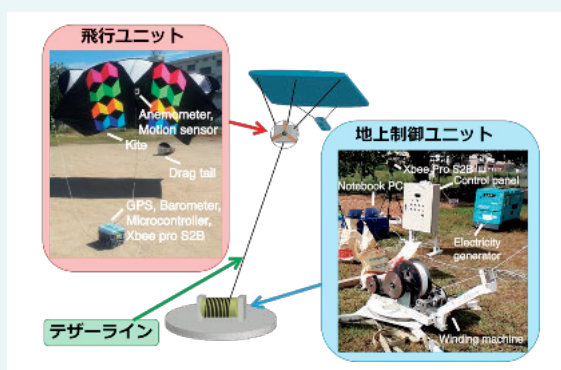 飛行ユニット
Anemometer,
Motion sensor
Kite
Drag tail
GPS, Barometer,
Microcontroller,
Xbee pro S2B
テザーライン
地上制御ユニット
Xbee Pro S2B
Notebook PC
Control panel
Electricity
generator
Winding machine